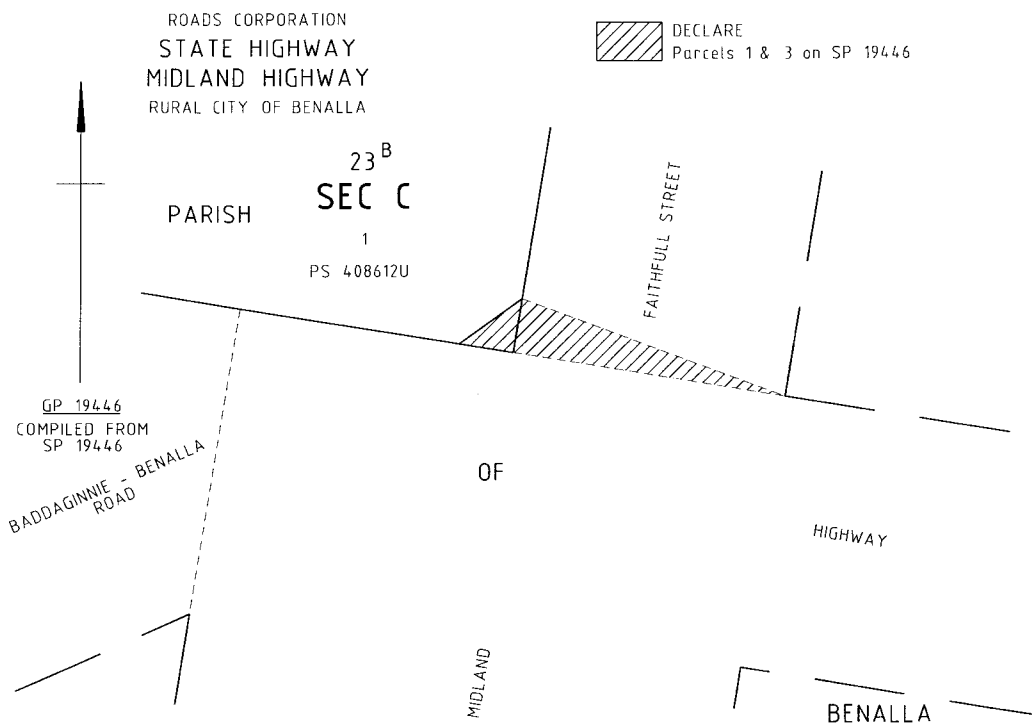 ROADS CORPORATION
STATE HIGHWAY
MIDLAND HIGHWAY
RURAL CITY OF BENALLA
DECLARE
Parcels 1 & 3 on SP 19446
23 B
SEC C
PARISH
1
PS 408612U
FAITHFULL STREET
GP 19446
COMPILED FROM
SP 19446
BADDAGINNIE - BENALLA
ROAD
OF
HIGHWAY
MIDLAND
BENALLA